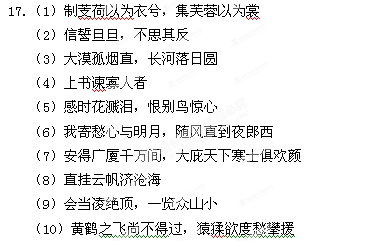 17.（1）制芰荷以为衣兮，集芙蓉以为裳
（2）信誓旦旦，不思其反
（3）大漠孤烟直，长河落日圆
（4）上书谏寡人者
（5）感时花溅泪，恨别鸟惊心
（6）我寄愁心与明月，随风直到夜郎西
（7）安得广厦千万间，大庇天下寒士俱欢颜
（8）直挂云帆济沧海
（9）会当凌绝顶，一览众山小
（10）黄鹤之飞尚不得过，猿猱欲度愁攀援